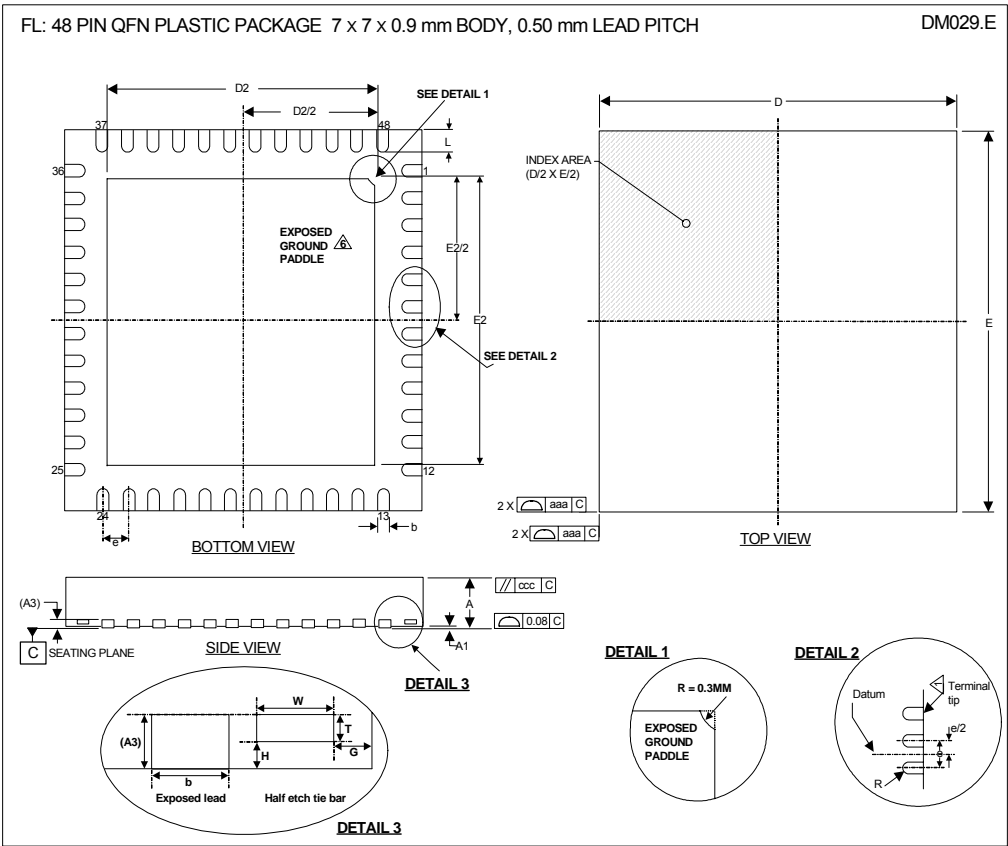 FL: 48 PIN QFN PLASTIC PACKAGE 7 x 7 x 0.9 mm BODY, 0.50 mm LEAD PITCH
DM029.E
D2
SEE DETAIL 1
D2/2
37
48
L
36
1
EXPOSED
GROUND 6
PADDLE
E2/2
E2
SEE DETAIL 2
25
12
24
13
b
e
BOTTOM VIEW
D
INDEX AREA
(D/2 X E/2)
E
2 X aaa C
2 X aaa C
TOP VIEW
(A3)
A
// ccc C
0.08 C
A1
C SEATING PLANE
SIDE VIEW
DETAIL 3
W
(A3)
T
G
H
b
Exposed lead
Half etch tie bar
DETAIL 3
DETAIL 1
R = 0.3MM
EXPOSED
GROUND
PADDLE
DETAIL 2
Datum
1
Terminal
tip
e/2
e
R